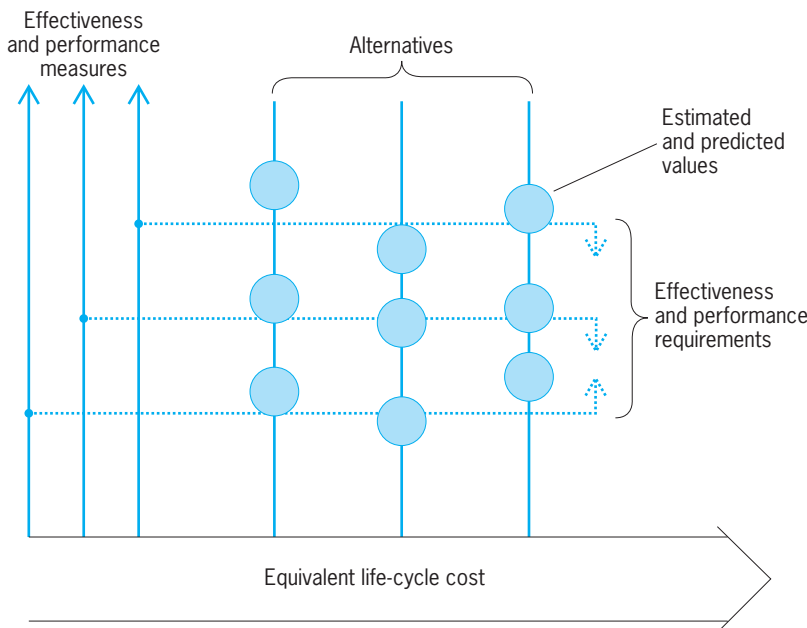 Effectiveness
and performance
measures
Alternatives
Estimated
and predicted
values
Effectiveness
and performance
requirements
Equivalent life-cycle cost